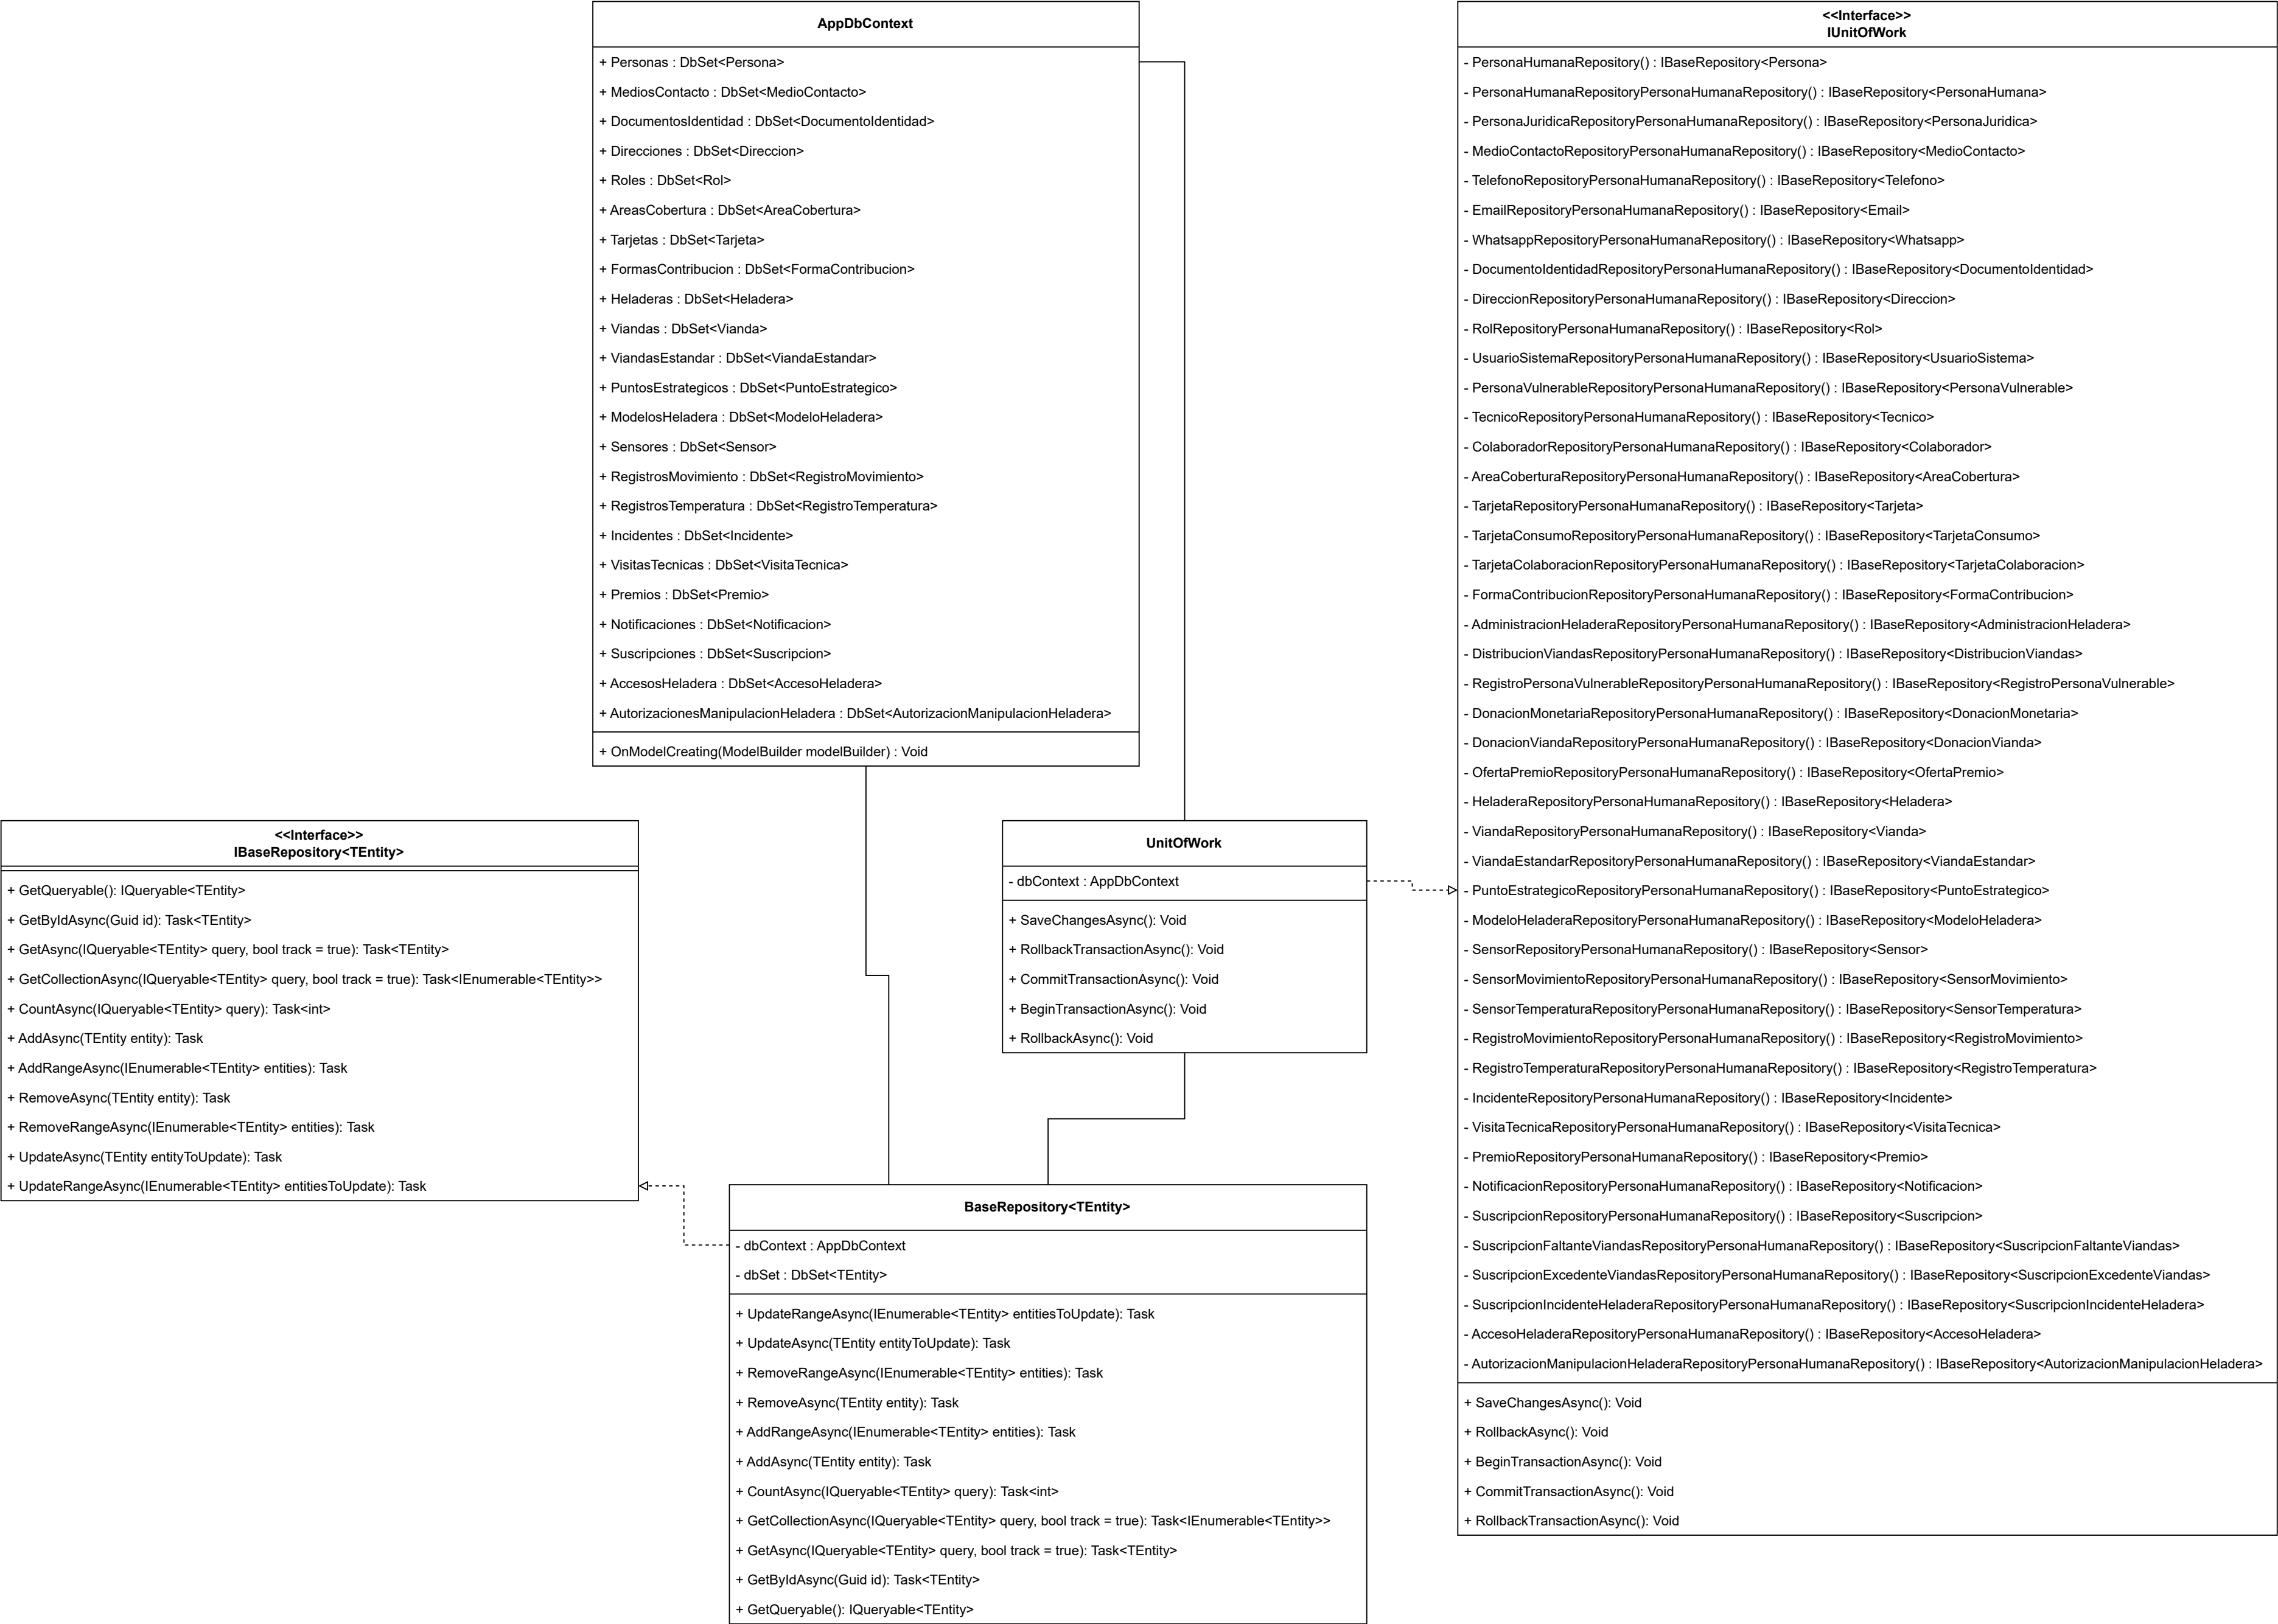 AppDbContext
+ Personas : DbSet<Persona>
+ MediosContacto : DbSet<MedioContacto>
+ DocumentosIdentidad : DbSet<DocumentoIdentidad>
+ Direcciones : DbSet<Direccion>
+ Roles : DbSet<Rol>
+ AreasCobertura : DbSet<AreaCobertura>
+ Tarjetas : DbSet<Tarjeta>
+ FormasContribucion : DbSet<FormaContribucion>
+ Heladeras : DbSet<Heladera>
+ Viandas : DbSet<Vianda>
+ ViandasEstandar : DbSet<ViandaEstandar>
+ PuntosEstrategicos : DbSet<PuntoEstrategico>
+ ModelosHeladera : DbSet<ModeloHeladera>
+ Sensores : DbSet<Sensor>
+ RegistrosMovimiento : DbSet<RegistroMovimiento>
+ RegistrosTemperatura : DbSet<RegistroTemperatura>
+ Incidentes : DbSet<Incidente>
+ VisitasTecnicas : DbSet<VisitaTecnica>
+ Premios : DbSet<Premio>
+ Notificaciones : DbSet<Notificacion>
+ Suscripciones : DbSet<Suscripcion>
+ AccesosHeladera : DbSet<AccesoHeladera>
+ AutorizacionesManipulacionHeladera : DbSet<AutorizacionManipulacionHeladera>
+ OnModelCreating(ModelBuilder modelBuilder) : Void
<<Interface>>
IUnitOfWork
- PersonaHumanaRepository() : IBaseRepository<Persona>
- PersonaHumanaRepositoryPersonaHumanaRepository() : IBaseRepository<PersonaHumana>
- PersonaJuridicaRepositoryPersonaHumanaRepository() : IBaseRepository<PersonaJuridica>
- MedioContactoRepositoryPersonaHumanaRepository() : IBaseRepository<MedioContacto>
- TelefonoRepositoryPersonaHumanaRepository() : IBaseRepository<Telefono>
- EmailRepositoryPersonaHumanaRepository() : IBaseRepository<Email>
- WhatsappRepositoryPersonaHumanaRepository() : IBaseRepository<Whatsapp>
- DocumentoIdentidadRepositoryPersonaHumanaRepository() : IBaseRepository<DocumentoIdentidad>
- DireccionRepositoryPersonaHumanaRepository() : IBaseRepository<Direccion>
- RolRepositoryPersonaHumanaRepository() : IBaseRepository<Rol>
- UsuarioSistemaRepositoryPersonaHumanaRepository() : IBaseRepository<UsuarioSistema>
- PersonaVulnerableRepositoryPersonaHumanaRepository() : IBaseRepository<PersonaVulnerable>
- TecnicoRepositoryPersonaHumanaRepository() : IBaseRepository<Tecnico>
- ColaboradorRepositoryPersonaHumanaRepository() : IBaseRepository<Colaborador>
- AreaCoberturaRepositoryPersonaHumanaRepository() : IBaseRepository<AreaCobertura>
- TarjetaRepositoryPersonaHumanaRepository() : IBaseRepository<Tarjeta>
- TarjetaConsumoRepositoryPersonaHumanaRepository() : IBaseRepository<TarjetaConsumo>
- TarjetaColaboracionRepositoryPersonaHumanaRepository() : IBaseRepository<TarjetaColaboracion>
- FormaContribucionRepositoryPersonaHumanaRepository() : IBaseRepository<FormaContribucion>
- AdministracionHeladeraRepositoryPersonaHumanaRepository() : IBaseRepository<AdministracionHeladera>
- DistribucionViandasRepositoryPersonaHumanaRepository() : IBaseRepository<DistribucionViandas>
- RegistroPersonaVulnerableRepositoryPersonaHumanaRepository() : IBaseRepository<RegistroPersonaVulnerable>
- DonacionMonetariaRepositoryPersonaHumanaRepository() : IBaseRepository<DonacionMonetaria>
- DonacionViandaRepositoryPersonaHumanaRepository() : IBaseRepository<DonacionVianda>
- OfertaPremioRepositoryPersonaHumanaRepository() : IBaseRepository<OfertaPremio>
- HeladeraRepositoryPersonaHumanaRepository() : IBaseRepository<Heladera>
- ViandaRepositoryPersonaHumanaRepository() : IBaseRepository<Vianda>
- ViandaEstandarRepositoryPersonaHumanaRepository() : IBaseRepository<ViandaEstandar>
- PuntoEstrategicoRepositoryPersonaHumanaRepository() : IBaseRepository<PuntoEstrategico>
- ModeloHeladeraRepositoryPersonaHumanaRepository() : IBaseRepository<ModeloHeladera>
- SensorRepositoryPersonaHumanaRepository() : IBaseRepository<Sensor>
- SensorMovimientoRepositoryPersonaHumanaRepository() : IBaseRepository<SensorMovimiento>
- SensorTemperaturaRepositoryPersonaHumanaRepository() : IBaseRepository<SensorTemperatura>
- RegistroMovimientoRepositoryPersonaHumanaRepository() : IBaseRepository<RegistroMovimiento>
- RegistroTemperaturaRepositoryPersonaHumanaRepository() : IBaseRepository<RegistroTemperatura>
- IncidenteRepositoryPersonaHumanaRepository() : IBaseRepository<Incidente>
- VisitaTecnicaRepositoryPersonaHumanaRepository() : IBaseRepository<VisitaTecnica>
- PremioRepositoryPersonaHumanaRepository() : IBaseRepository<Premio>
- NotificacionRepositoryPersonaHumanaRepository() : IBaseRepository<Notificacion>
- SuscripcionRepositoryPersonaHumanaRepository() : IBaseRepository<Suscripcion>
- SuscripcionFaltanteViandasRepositoryPersonaHumanaRepository() : IBaseRepository<SuscripcionFaltanteViandas>
- SuscripcionExcedenteViandasRepositoryPersonaHumanaRepository() : IBaseRepository<SuscripcionExcedenteViandas>
- SuscripcionIncidenteHeladeraRepositoryPersonaHumanaRepository() : IBaseRepository<SuscripcionIncidenteHeladera>
- AccesoHeladeraRepositoryPersonaHumanaRepository() : IBaseRepository<AccesoHeladera>
- AutorizacionManipulacionHeladeraRepositoryPersonaHumanaRepository() : IBaseRepository<AutorizacionManipulacionHeladera>
+ SaveChangesAsync(): Void
+ RollbackAsync(): Void
+ BeginTransactionAsync(): Void
+ CommitTransactionAsync(): Void
+ RollbackTransactionAsync(): Void
<<Interface>>
IBaseRepository<TEntity>
+ GetQueryable(): IQueryable<TEntity>
+ GetByIdAsync(Guid id): Task<TEntity>
+ GetAsync(IQueryable<TEntity> query, bool track = true): Task<TEntity>
+ GetCollectionAsync(IQueryable<TEntity> query, bool track = true): Task<IEnumerable<TEntity>>
+ CountAsync(IQueryable<TEntity> query): Task<int>
+ AddAsync(TEntity entity): Task
+ AddRangeAsync(IEnumerable<TEntity> entities): Task
+ RemoveAsync(TEntity entity): Task
+ RemoveRangeAsync(IEnumerable<TEntity> entities): Task
+ UpdateAsync(TEntity entityToUpdate): Task
+ UpdateRangeAsync(IEnumerable<TEntity> entitiesToUpdate): Task
UnitOfWork
- dbContext : AppDbContext
+ SaveChangesAsync(): Void
+ RollbackTransactionAsync(): Void
+ CommitTransactionAsync(): Void
+ BeginTransactionAsync(): Void
+ RollbackAsync(): Void
BaseRepository<TEntity>
- dbContext : AppDbContext
- dbSet : DbSet<TEntity>
+ UpdateRangeAsync(IEnumerable<TEntity> entitiesToUpdate): Task
+ UpdateAsync(TEntity entityToUpdate): Task
+ RemoveRangeAsync(IEnumerable<TEntity> entities): Task
+ RemoveAsync(TEntity entity): Task
+ AddRangeAsync(IEnumerable<TEntity> entities): Task
+ AddAsync(TEntity entity): Task
+ CountAsync(IQueryable<TEntity> query): Task<int>
+ GetCollectionAsync(IQueryable<TEntity> query, bool track = true): Task<IEnumerable<TEntity>>
+ GetAsync(IQueryable<TEntity> query, bool track = true): Task<TEntity>
+ GetByIdAsync(Guid id): Task<TEntity>
+ GetQueryable(): IQueryable<TEntity>